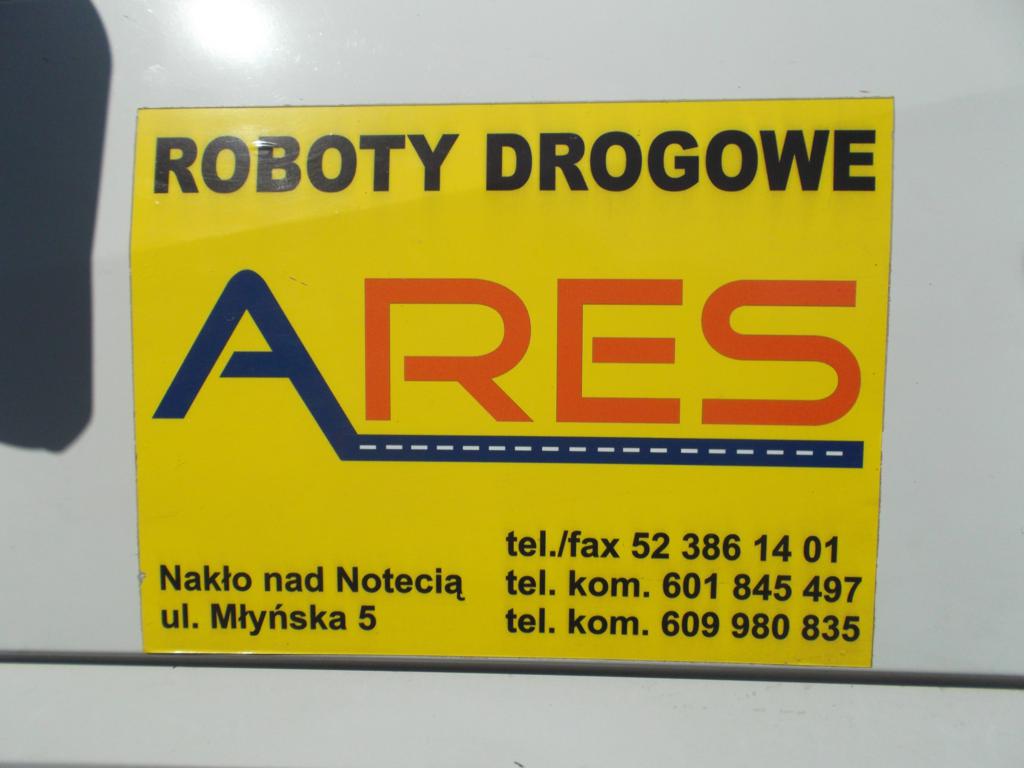 ROBOTY DROGOWE
ARES
Nakło nad Notecią
ul. Młyńska 5
tel./fax 52 386 14 01
tel. kom. 601 845 497
tel. kom. 609 980 835